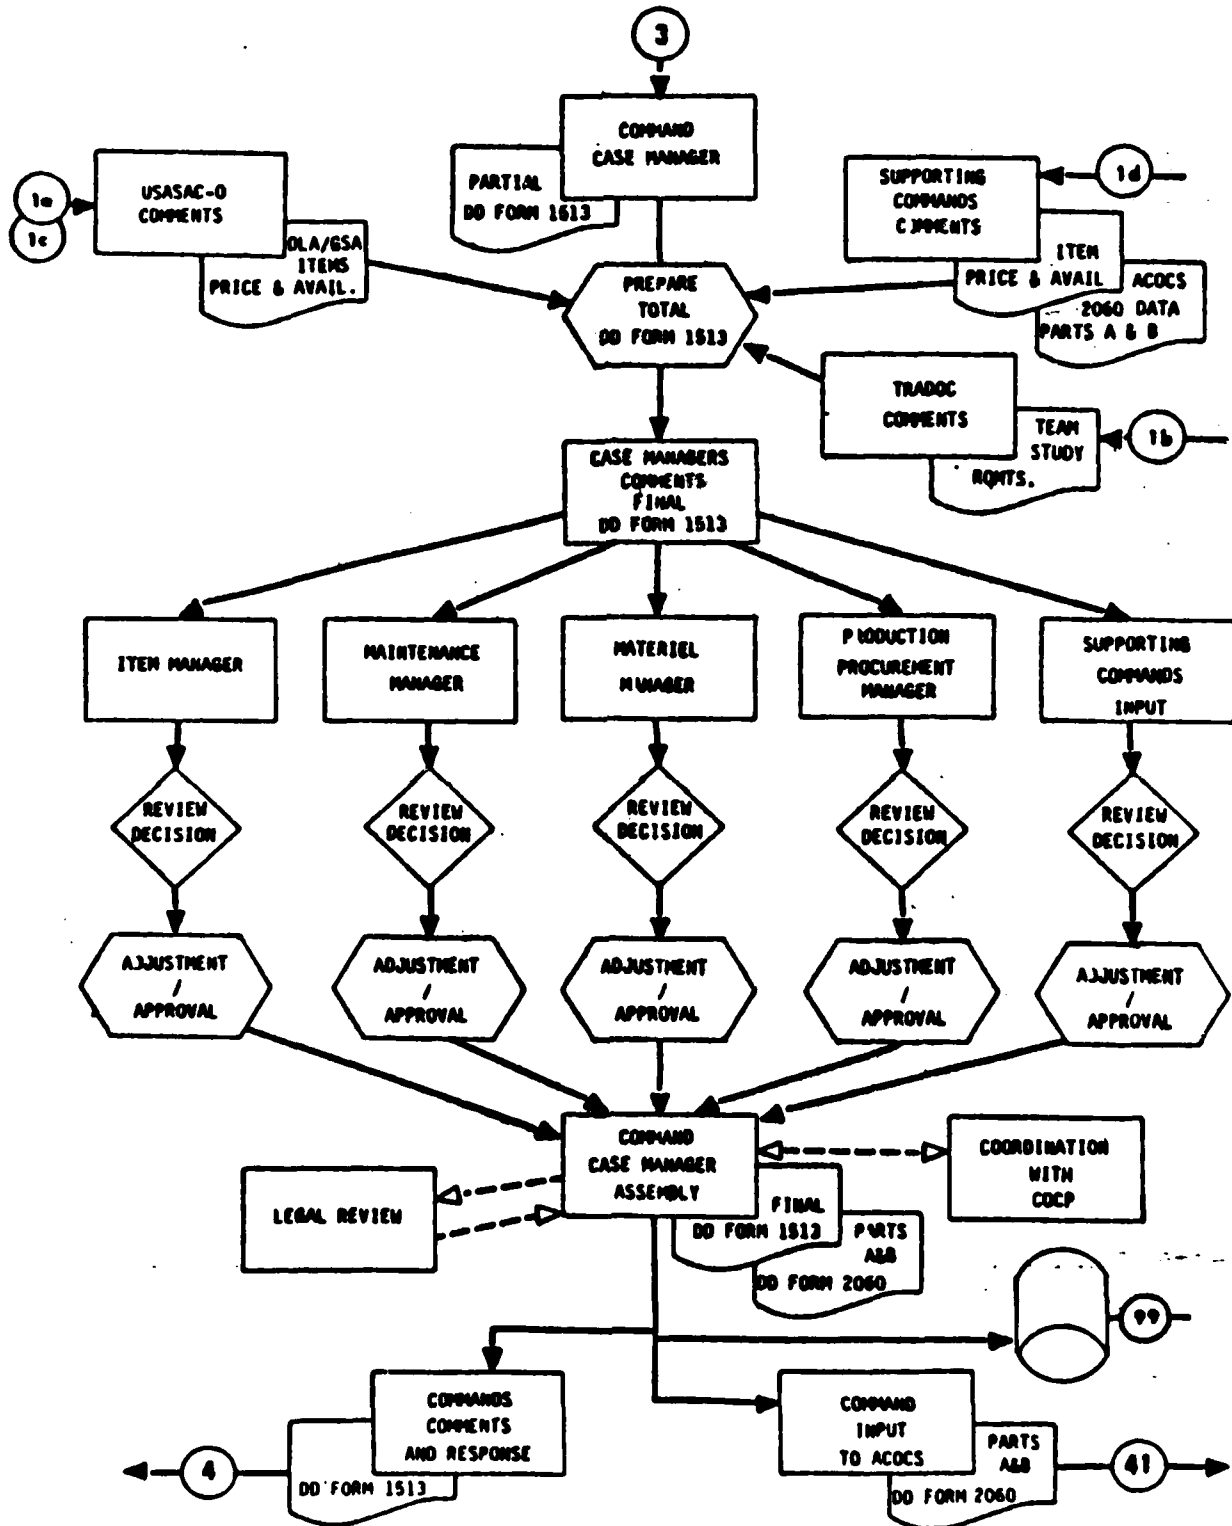 3
COMMAND
CASE MANAGER
PARTIAL
DD FORM 1513
1a
1c
USASAC-O
COMMENTS
DLA/GSA
ITEMS
PRICE & AVAIL.
SUPPORTING
COMMANDS
COMMENTS
1d
ITEM
PRICE & AVAIL
ACOCS
2060 DATA
PARTS A & B
PREPARE
TOTAL
DD FORM 1513
TRADOC
COMMENTS
TEAM
STUDY
RQMTS.
1b
CASE MANAGERS
COMMENTS
FINAL
DD FORM 1513
ITEM MANAGER
MAINTENANCE
MANAGER
MATERIEL
MANAGER
PRODUCTION
PROCUREMENT
MANAGER
SUPPORTING
COMMANDS
INPUT
REVIEW
DECISION
REVIEW
DECISION
REVIEW
DECISION
REVIEW
DECISION
REVIEW
DECISION
ADJUSTMENT
/
APPROVAL
ADJUSTMENT
/
APPROVAL
ADJUSTMENT
/
APPROVAL
ADJUSTMENT
/
APPROVAL
ADJUSTMENT
/
APPROVAL
COMMAND
CASE MANAGER
ASSEMBLY
COORDINATION
WITH
COCP
LEGAL REVIEW
FINAL
DD FORM 1513
PARTS
A&B
DD FORM 2060
99
COMMANDS
COMMENTS
AND RESPONSE
DD FORM 1513
4
COMMAND
INPUT
TO ACOCS
PARTS
A&B
DD FORM 2060
41